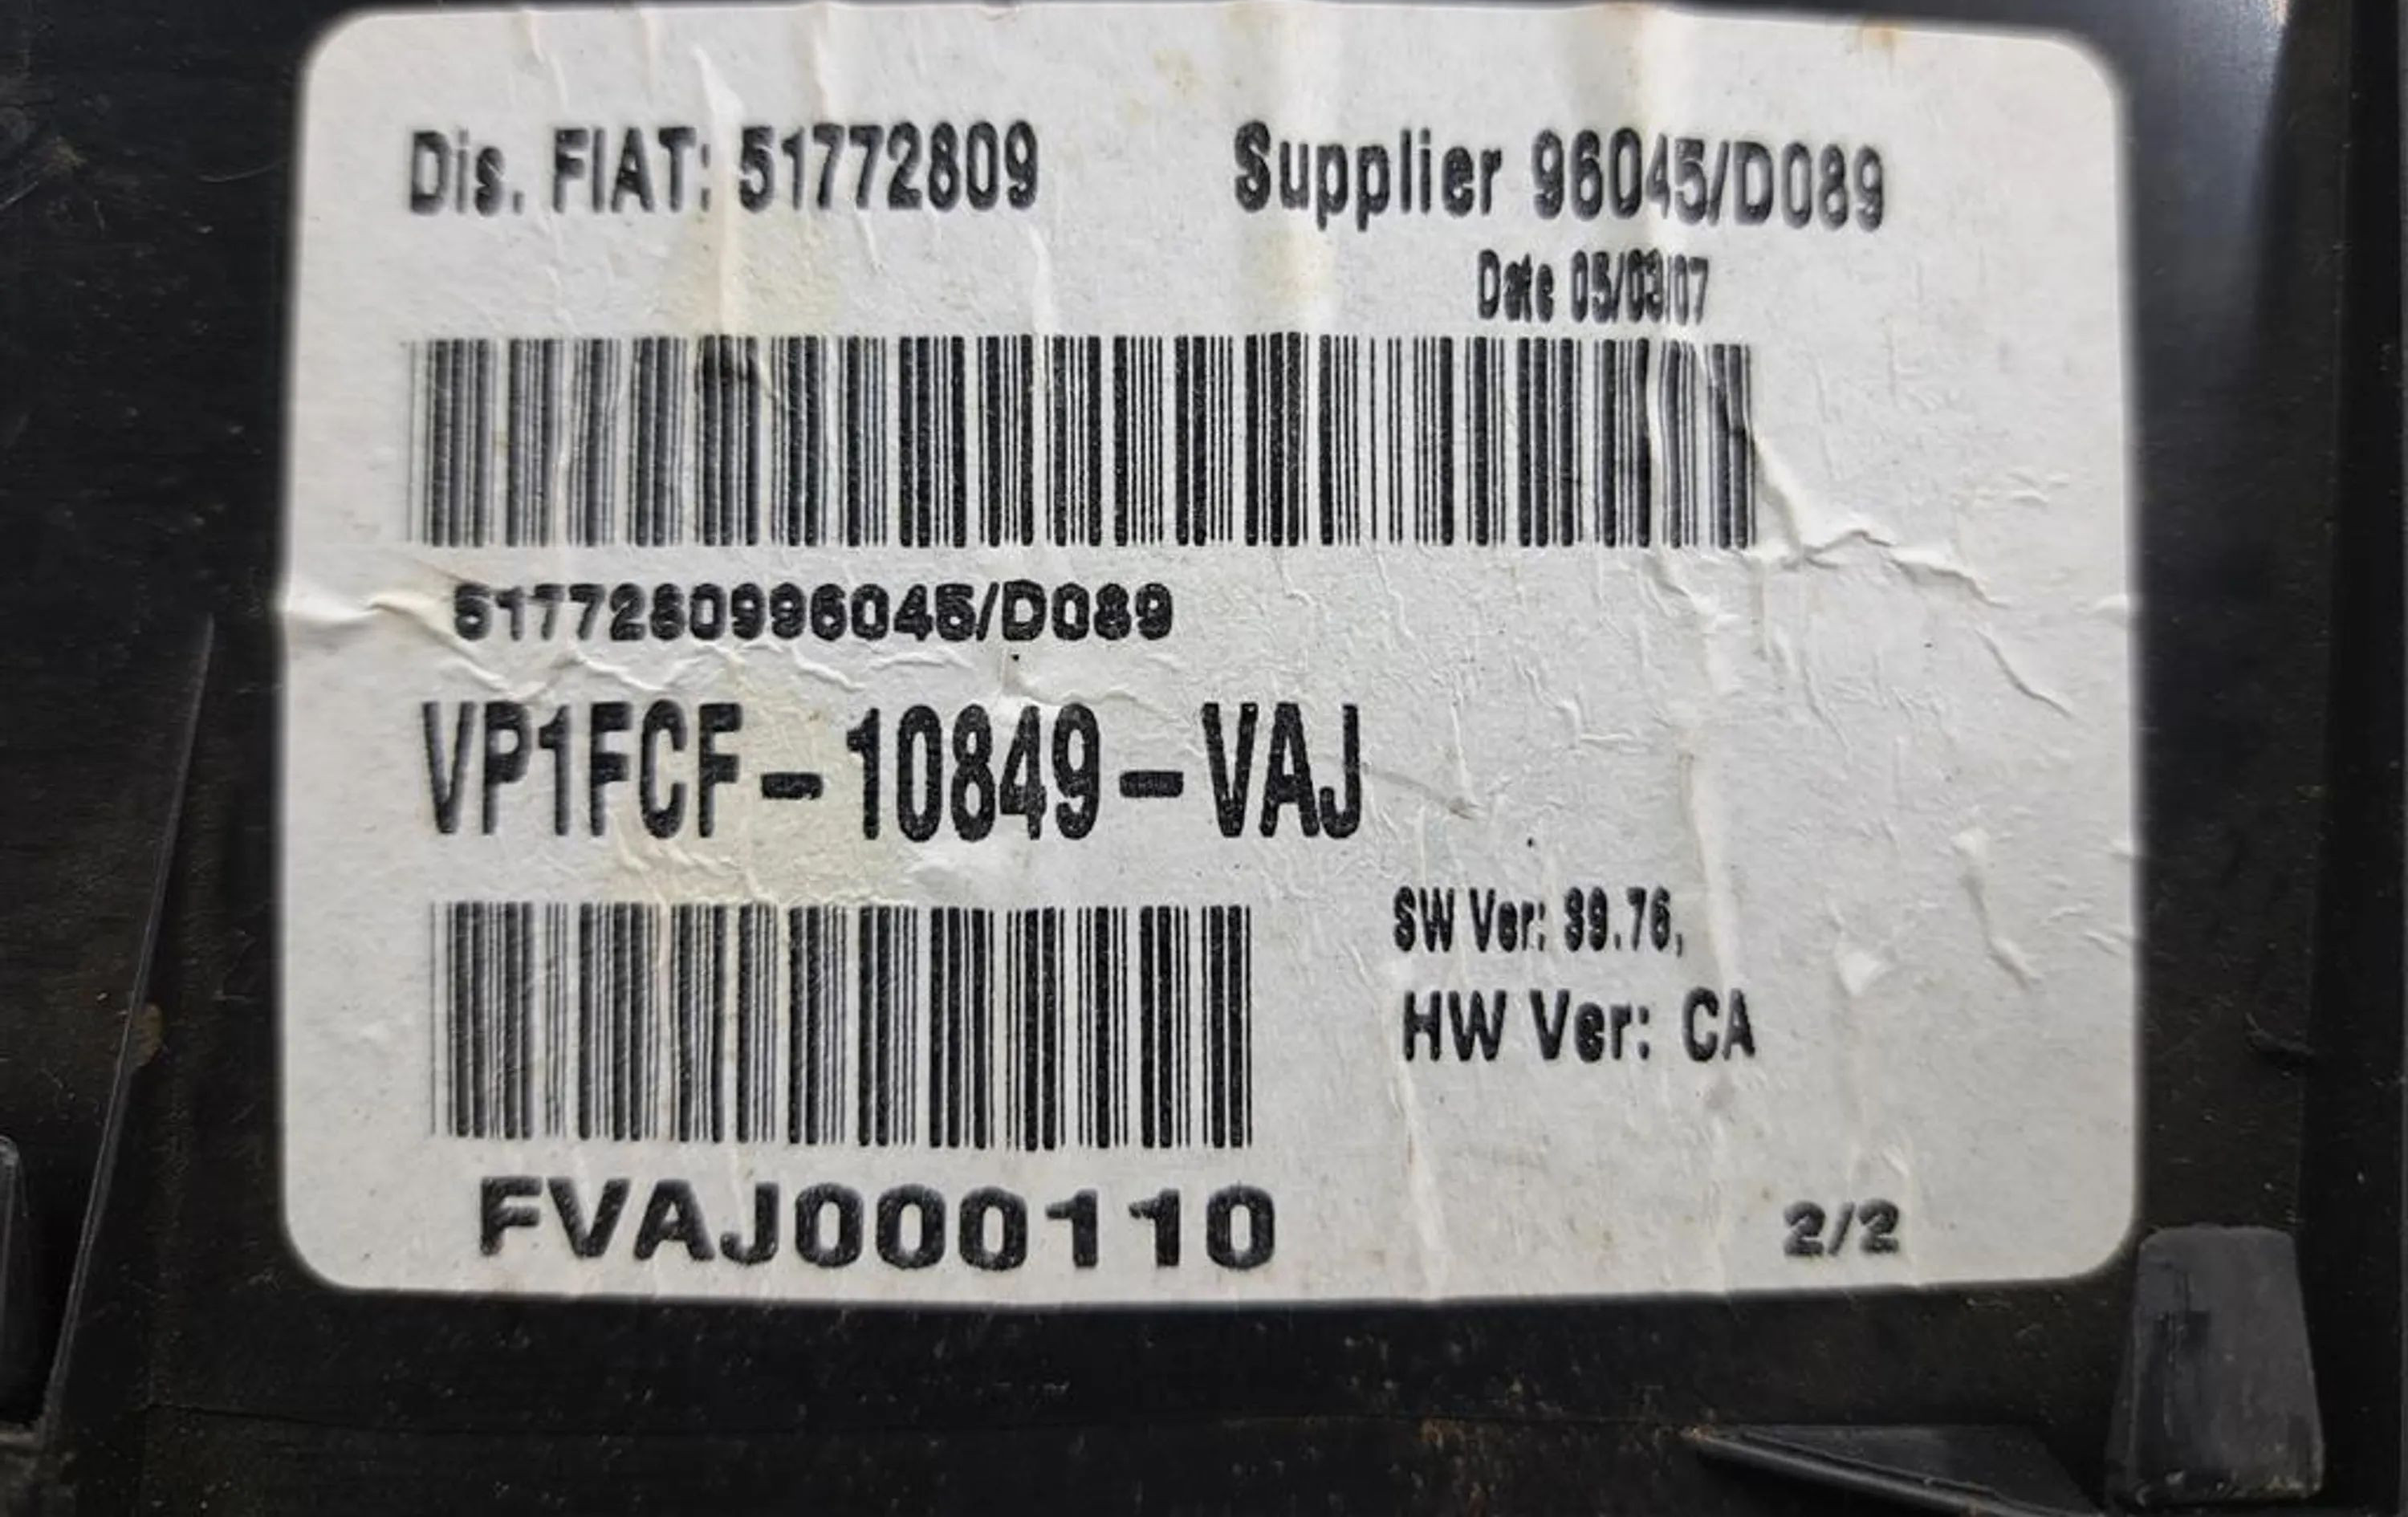 Dis. FIAT: 51772809 Supplier 96045/D089
Date 05/03/07
5177280996045/D089
VP1FCF-10849-VAJ
SW Ver: 39.76,
HW Ver: CA
FVAJ000110
2/2